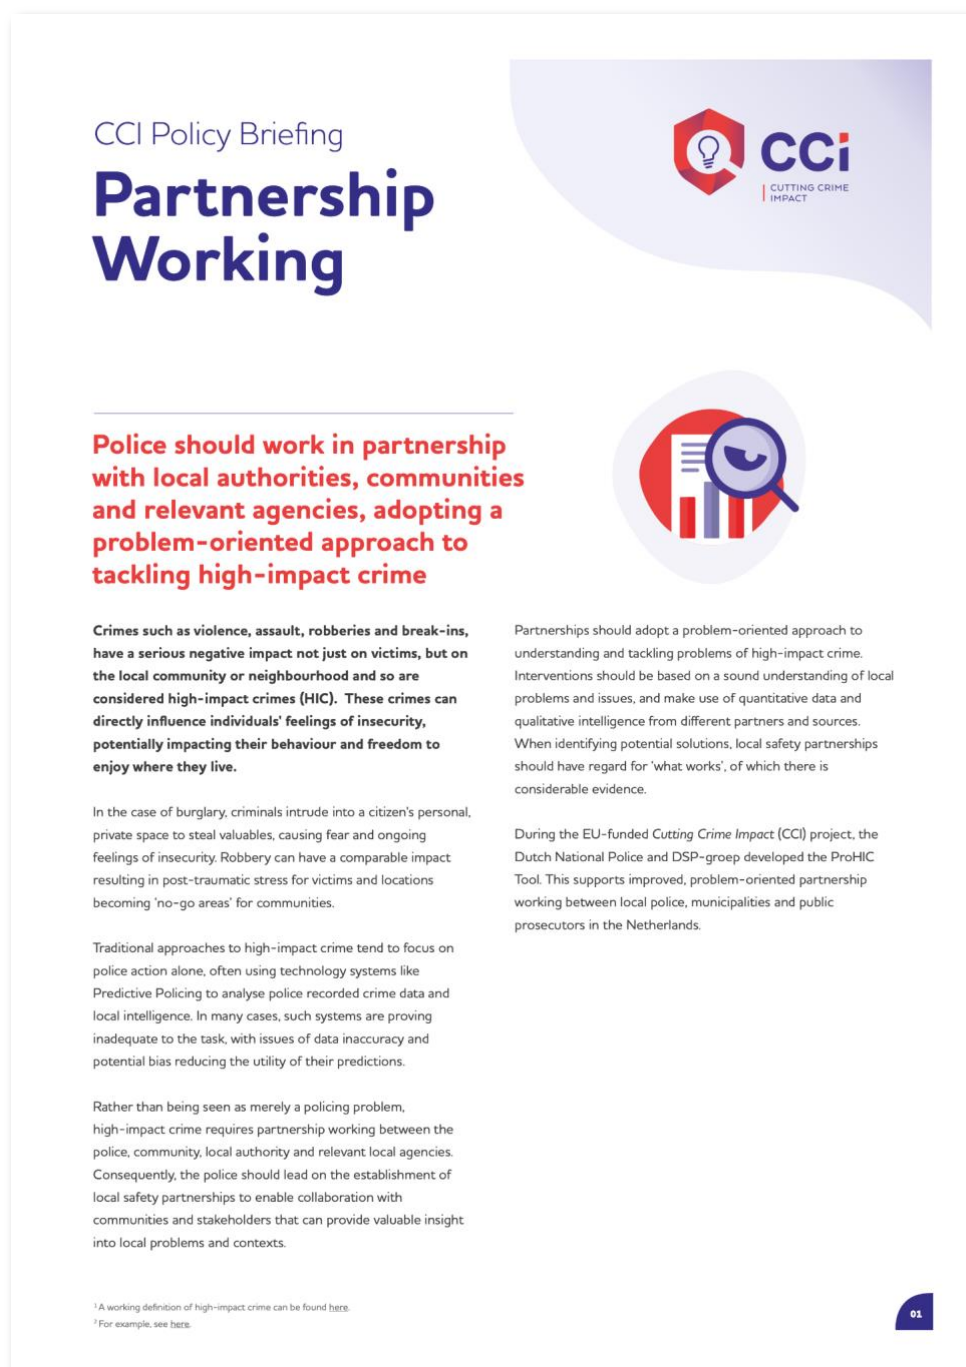 CCI Policy Briefing
Partnership
Working
CCi
CUTTING CRIME
IMPACT
Police should work in partnership
with local authorities, communities
and relevant agencies, adopting a
problem-oriented approach to
tackling high-impact crime
Crimes such as violence, assault, robberies and break-ins,
have a serious negative impact not just on victims, but on
the local community or neighbourhood and so are
considered high-impact crimes (HIC). These crimes can
directly influence individuals' feelings of insecurity,
potentially impacting their behaviour and freedom to
enjoy where they live.
In the case of burglary, criminals intrude into a citizen's personal,
private space to steal valuables, causing fear and ongoing
feelings of insecurity. Robbery can have a comparable impact
resulting in post-traumatic stress for victims and locations
becoming 'no-go areas' for communities.
Traditional approaches to high-impact crime tend to focus on
police action alone, often using technology systems like
Predictive Policing to analyse police recorded crime data and
local intelligence. In many cases, such systems are proving
inadequate to the task, with issues of data inaccuracy and
potential bias reducing the utility of their predictions.
Rather than being seen as merely a policing problem,
high-impact crime requires partnership working between the
police, community, local authority and relevant local agencies.
Consequently, the police should lead on the establishment of
local safety partnerships to enable collaboration with
communities and stakeholders that can provide valuable insight
into local problems and contexts.
Partnerships should adopt a problem-oriented approach to
understanding and tackling problems of high-impact crime.
Interventions should be based on a sound understanding of local
problems and issues, and make use of quantitative data and
qualitative intelligence from different partners and sources.
When identifying potential solutions, local safety partnerships
should have regard for 'what works', of which there is
considerable evidence.
During the EU-funded Cutting Crime Impact (CCI) project, the
Dutch National Police and DSP-groep developed the ProHIC
Tool. This supports improved, problem-oriented partnership
working between local police, municipalities and public
prosecutors in the Netherlands.
1 A working definition of high-impact crime can be found here.
2 For example, see here.
01